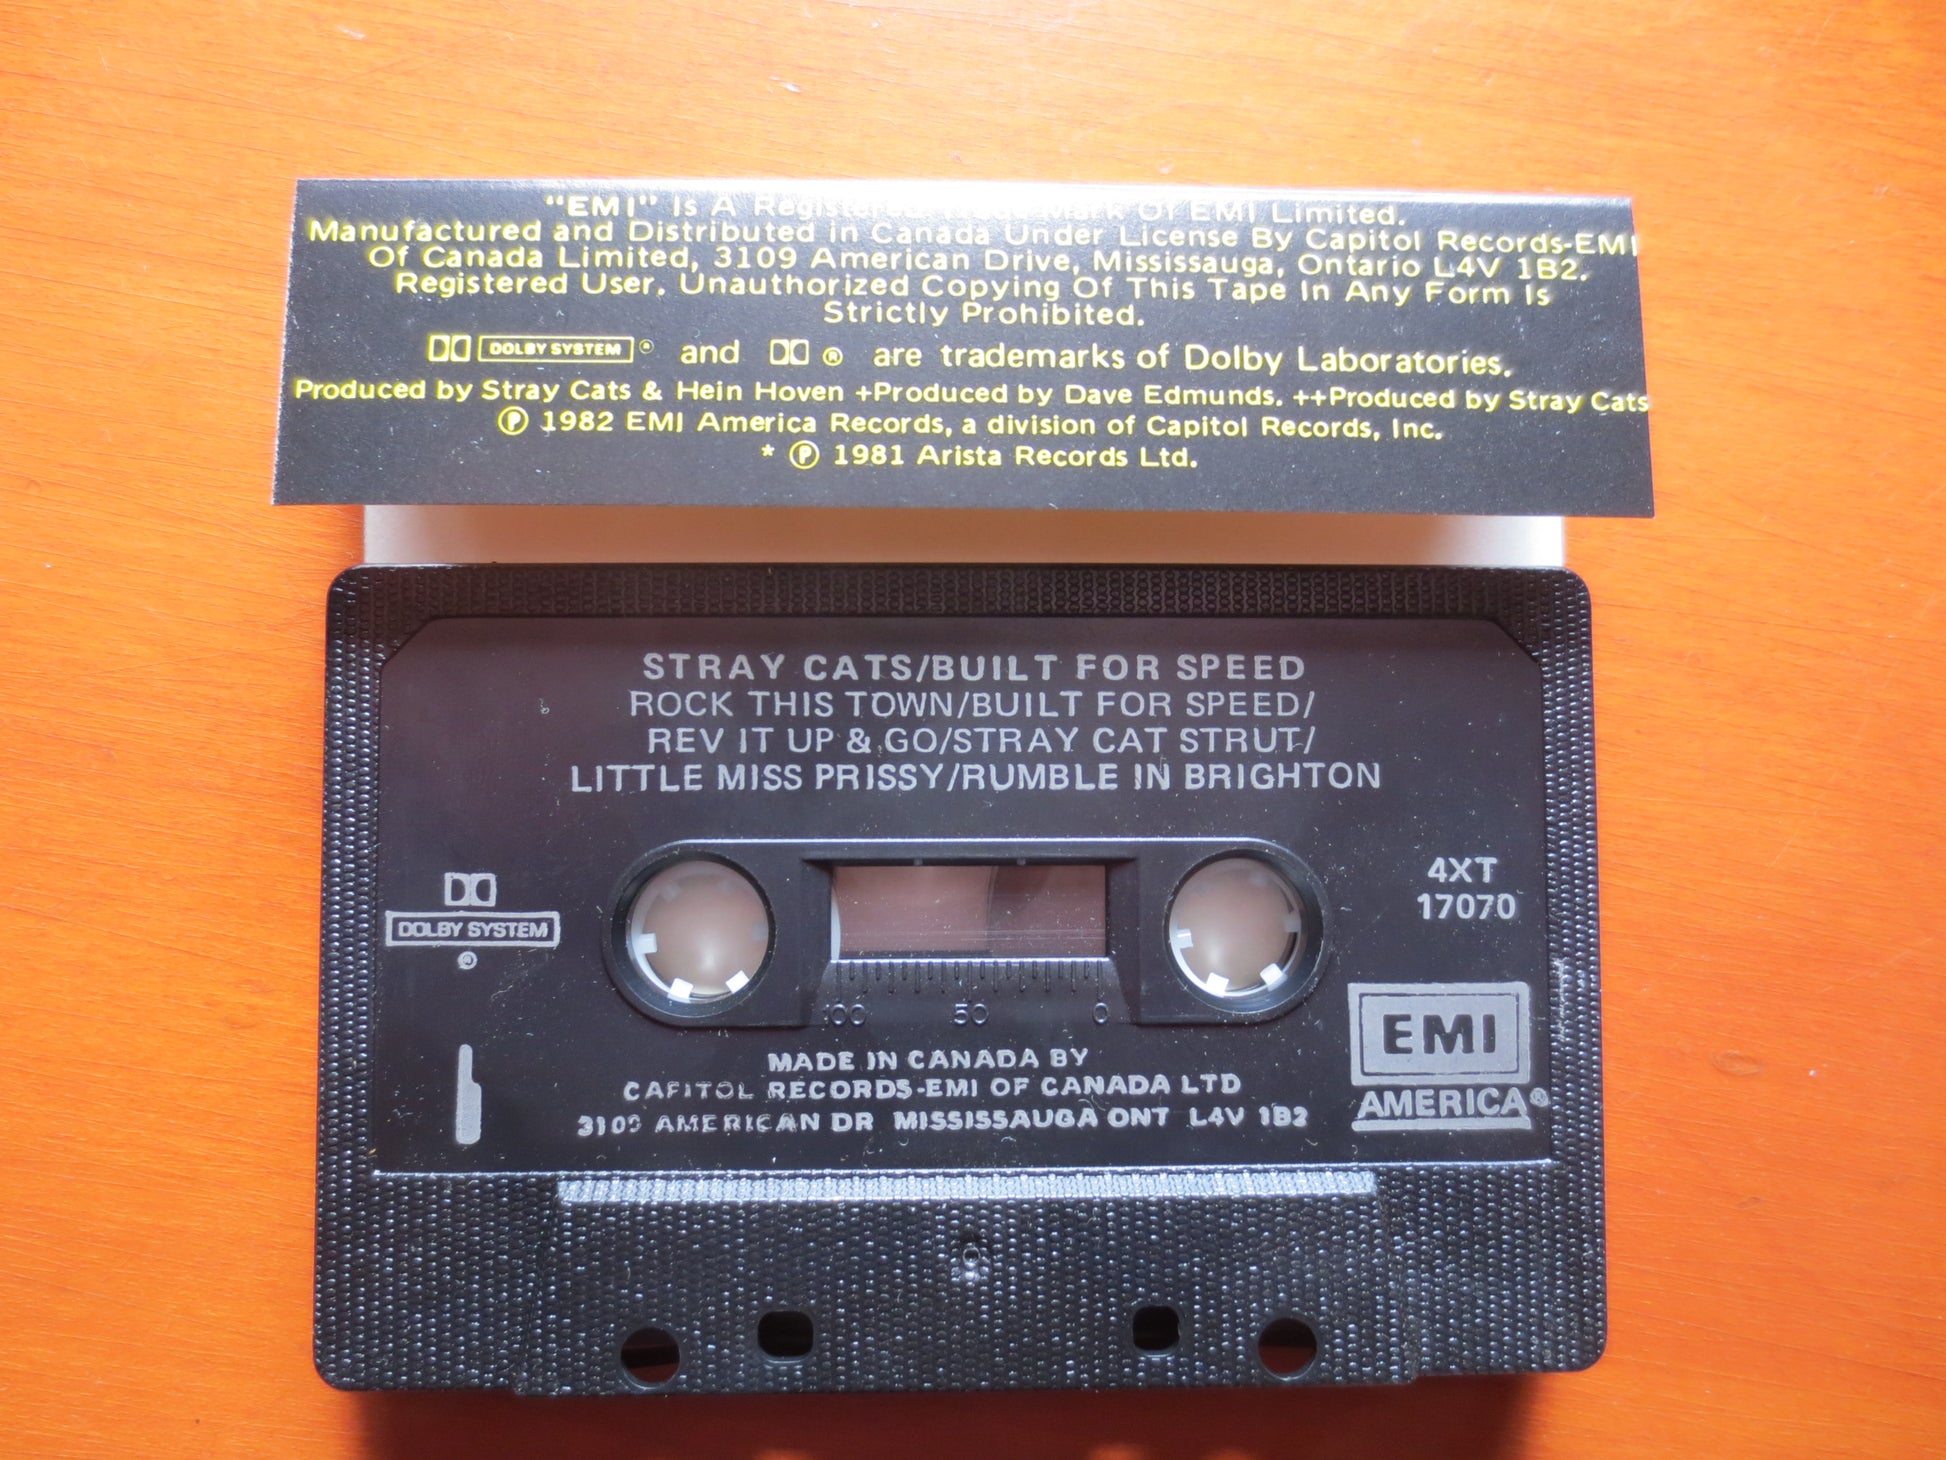 "EMI" Is A Registered Trade Mark Of EMI Limited.
Manufactured and Distributed in Canada Under License By Capitol Records-EMI
Of Canada Limited, 3109 American Drive, Mississauga, Ontario L4V 1B2.
Registered User. Unauthorized Copying Of This Tape In Any Form Is
Strictly Prohibited.
DOLBY SYSTEM ® and ® are trademarks of Dolby Laboratories.
Produced by Stray Cats & Hein Hoven +Produced by Dave Edmunds. ++Produced by Stray Cats
℗ 1982 EMI America Records, a division of Capitol Records, Inc.
* ℗ 1981 Arista Records Ltd.
STRAY CATS/BUILT FOR SPEED
ROCK THIS TOWN/BUILT FOR SPEED/
REV IT UP & GO/STRAY CAT STRUT/
LITTLE MISS PRISSY/RUMBLE IN BRIGHTON
4XT
17070
DOLBY SYSTEM
®
100 50 0
1
EMI
AMERICA®
MADE IN CANADA BY
CAPITOL RECORDS-EMI OF CANADA LTD
3109 AMERICAN DR MISSISSAUGA ONT L4V 1B2